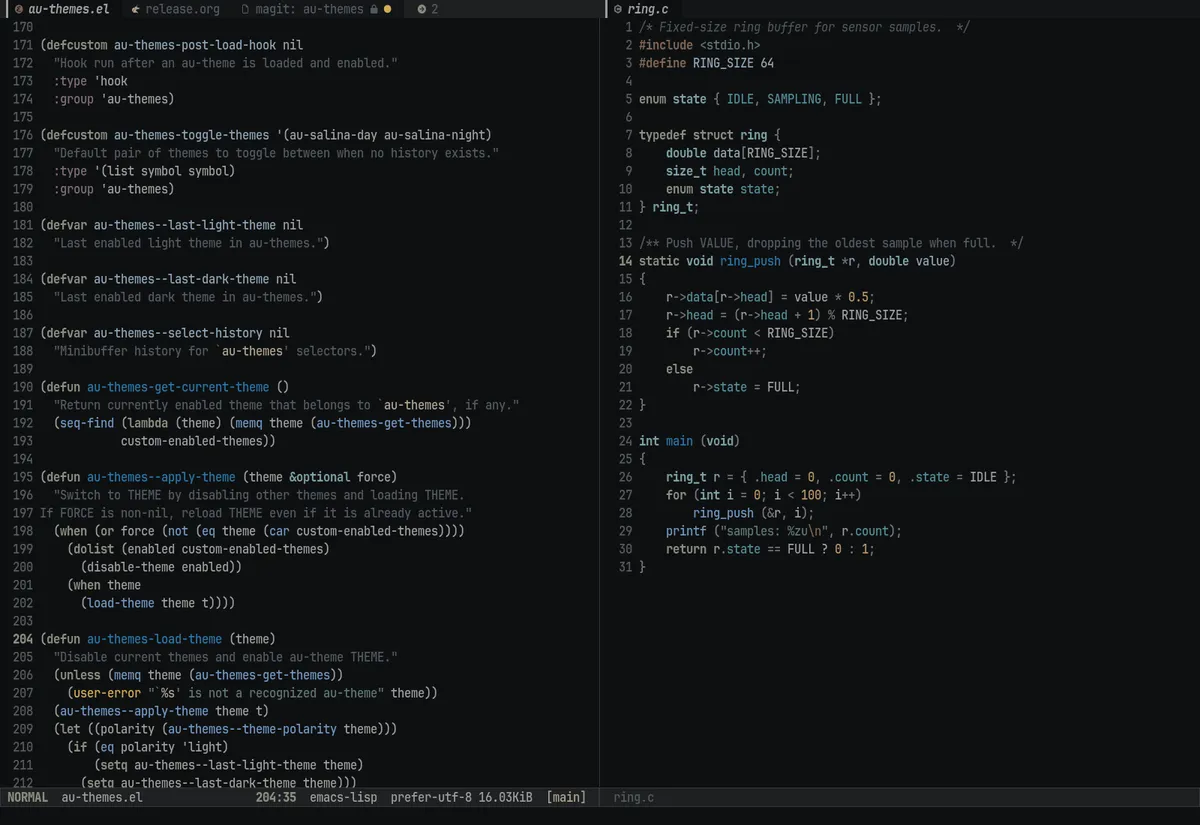 au-themes.el release.org magit: au-themes 2
170
171 (defcustom au-themes-post-load-hook nil
172   "Hook run after an au-theme is loaded and enabled."
173   :type 'hook
174   :group 'au-themes)
175
176 (defcustom au-themes-toggle-themes '(au-salina-day au-salina-night)
177   "Default pair of themes to toggle between when no history exists."
178   :type '(list symbol symbol)
179   :group 'au-themes)
180
181 (defvar au-themes--last-light-theme nil
182   "Last enabled light theme in au-themes.")
183
184 (defvar au-themes--last-dark-theme nil
185   "Last enabled dark theme in au-themes.")
186
187 (defvar au-themes--select-history nil
188   "Minibuffer history for `au-themes' selectors.")
189
190 (defun au-themes-get-current-theme ()
191   "Return currently enabled theme that belongs to `au-themes', if any."
192   (seq-find (lambda (theme) (memq theme (au-themes-get-themes)))
193             custom-enabled-themes))
194
195 (defun au-themes--apply-theme (theme &optional force)
196   "Switch to THEME by disabling other themes and loading THEME.
197 If FORCE is non-nil, reload THEME even if it is already active."
198   (when (or force (not (eq theme (car custom-enabled-themes))))
199     (dolist (enabled custom-enabled-themes)
200       (disable-theme enabled))
201     (when theme
202       (load-theme theme t))))
203
204 (defun au-themes-load-theme (theme)
205   "Disable current themes and enable au-theme THEME."
206   (unless (memq theme (au-themes-get-themes))
207     (user-error "`%s' is not a recognized au-theme" theme))
208   (au-themes--apply-theme theme t)
209   (let ((polarity (au-themes--theme-polarity theme)))
210     (if (eq polarity 'light)
211         (setq au-themes--last-light-theme theme)
212       (setq au-themes--last-dark-theme theme)))
NORMAL au-themes.el 204:35 emacs-lisp prefer-utf-8 16.03KiB [main]
ring.c
1 /* Fixed-size ring buffer for sensor samples.  */
2 #include <stdio.h>
3 #define RING_SIZE 64
4
5 enum state { IDLE, SAMPLING, FULL };
6
7 typedef struct ring {
8     double data[RING_SIZE];
9     size_t head, count;
10     enum state state;
11 } ring_t;
12
13 /** Push VALUE, dropping the oldest sample when full.  */
14 static void ring_push (ring_t *r, double value)
15 {
16     r->data[r->head] = value * 0.5;
17     r->head = (r->head + 1) % RING_SIZE;
18     if (r->count < RING_SIZE)
19         r->count++;
20     else
21         r->state = FULL;
22 }
23
24 int main (void)
25 {
26     ring_t r = { .head = 0, .count = 0, .state = IDLE };
27     for (int i = 0; i < 100; i++)
28         ring_push (&r, i);
29     printf ("samples: %zu\n", r.count);
30     return r.state == FULL ? 0 : 1;
31 }
ring.c